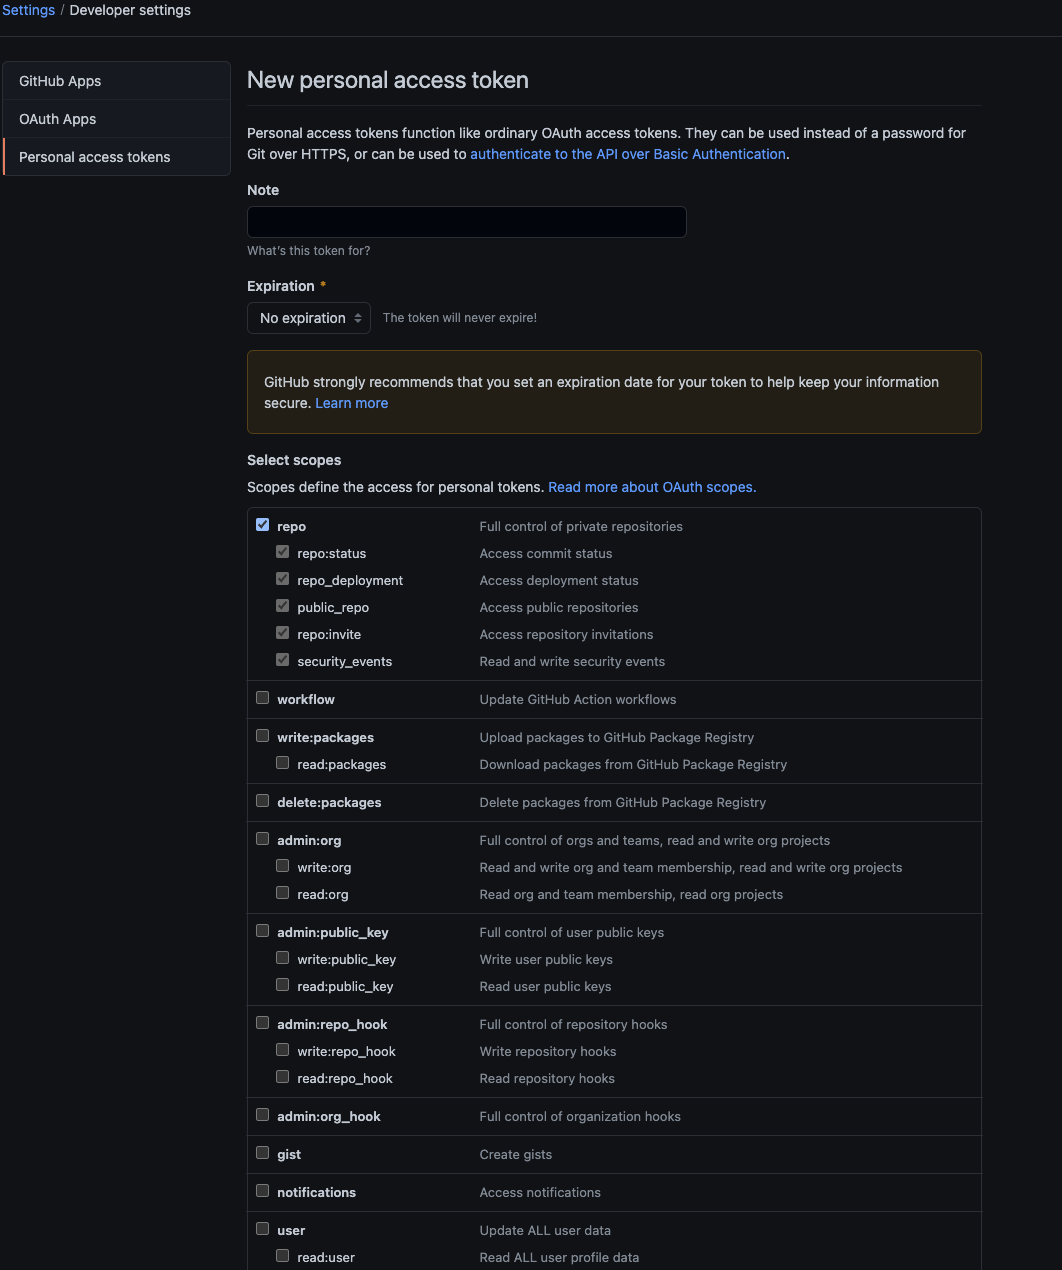 Settings / Developer settings
GitHub Apps
OAuth Apps
Personal access tokens
New personal access token
Personal access tokens function like ordinary OAuth access tokens. They can be used instead of a password for
Git over HTTPS, or can be used to authenticate to the API over Basic Authentication.
Note
What's this token for?
Expiration *
No expiration The token will never expire!
GitHub strongly recommends that you set an expiration date for your token to help keep your information
secure. Learn more
Select scopes
Scopes define the access for personal tokens. Read more about OAuth scopes.
repo Full control of private repositories
repo:status Access commit status
repo_deployment Access deployment status
public_repo Access public repositories
repo:invite Access repository invitations
security_events Read and write security events
workflow Update GitHub Action workflows
write:packages Upload packages to GitHub Package Registry
read:packages Download packages from GitHub Package Registry
delete:packages Delete packages from GitHub Package Registry
admin:org Full control of orgs and teams, read and write org projects
write:org Read and write org and team membership, read and write org projects
read:org Read org and team membership, read org projects
admin:public_key Full control of user public keys
write:public_key Write user public keys
read:public_key Read user public keys
admin:repo_hook Full control of repository hooks
write:repo_hook Write repository hooks
read:repo_hook Read repository hooks
admin:org_hook Full control of organization hooks
gist Create gists
notifications Access notifications
user Update ALL user data
read:user Read ALL user profile data